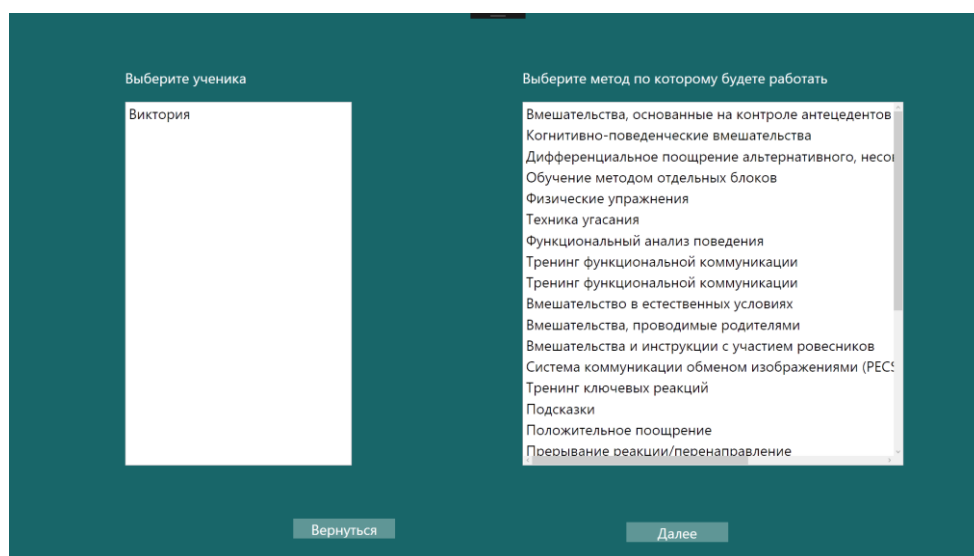 Выберите ученика
Виктория
Выберите метод по которому будете работать
Вмешательства, основанные на контроле антецедентов
Когнитивно-поведенческие вмешательства
Дифференциальное поощрение альтернативного,
Обучение методом отдельных блоков
Физические упражнения
Техника угасания
Функциональный анализ поведения
Тренинг функциональной коммуникации
Тренинг функциональной коммуникации
Вмешательство в естественных условиях
Вмешательства, проводимые родителями
Вмешательства и инструкции с участием ровесников
Система коммуникации обменом изображениями (PECS
Тренинг ключевых реакций
Подсказки
Положительное поощрение
Прерывание реакции/перенаправление
Вернуться
Далее